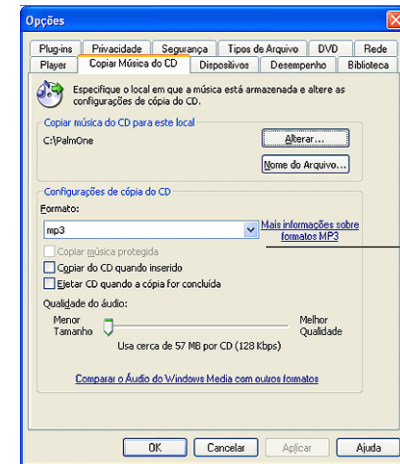 Opções
Plug-ins Privacidade Segurança Tipos de Arquivo DVD Rede
Player Copiar Música do CD Dispositivos Desempenho Biblioteca
Especifique o local em que a música está armazenada e altere as
configurações de cópia do CD.
Copiar música do CD para este local
C:\PalmOne
Alterar...
Nome do Arquivo...
Configurações de cópia do CD
Formato:
mp3
Mais informações sobre
formatos MP3
Copiar música protegida
Copiar do CD quando inserido
Ejetar CD quando a cópia for concluída
Qualidade do áudio:
Menor
Tamanho
Melhor
Qualidade
Usa cerca de 57 MB por CD (128 Kbps)
Comparar o Áudio do Windows Media com outros formatos
OK Cancelar Aplicar Ajuda